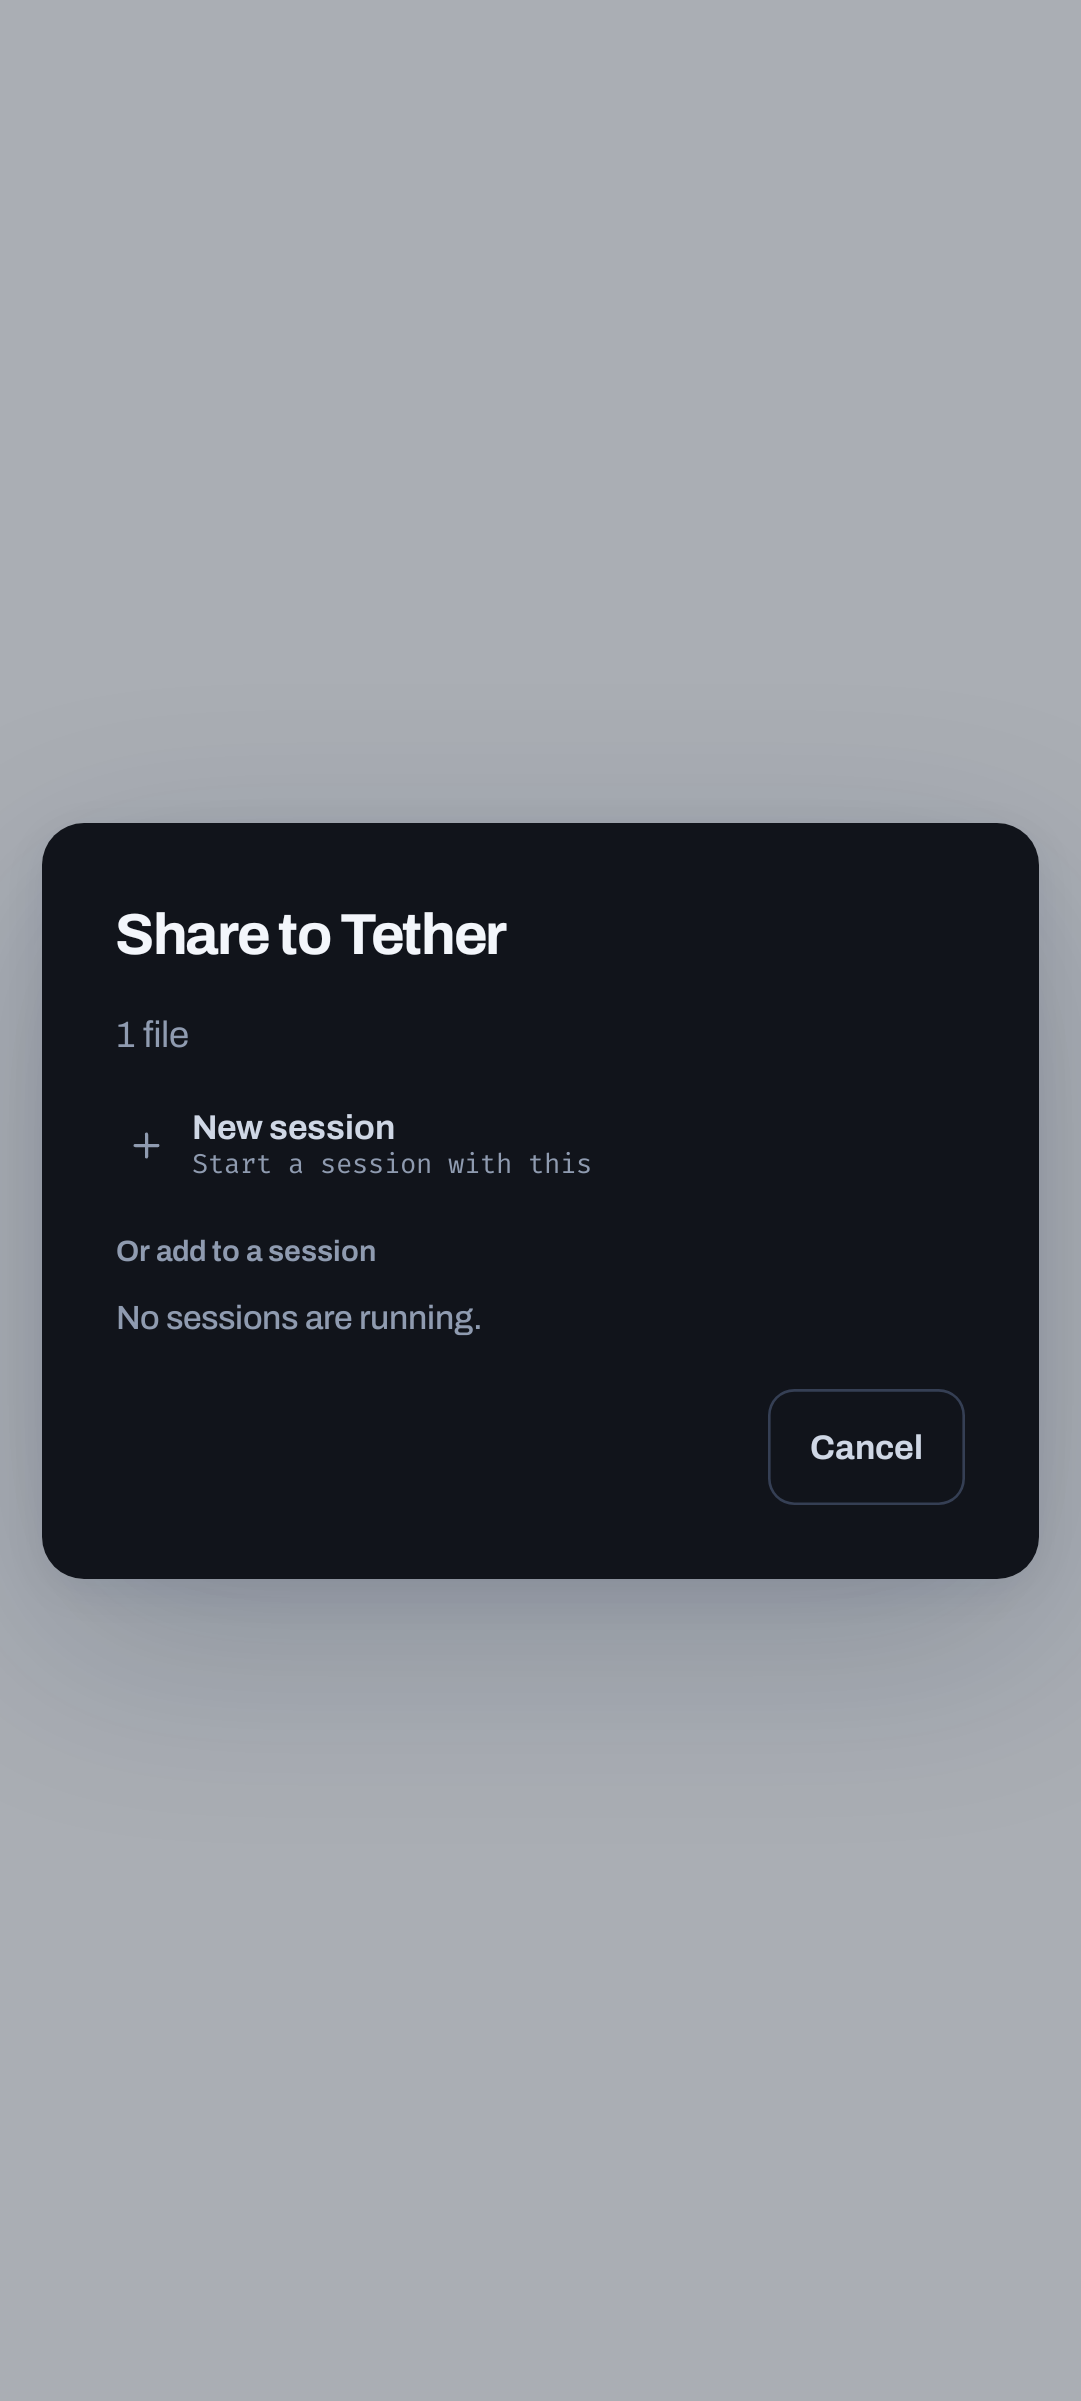 Share to Tether
1 file
New session
Start a session with this
Or add to a session
No sessions are running.
Cancel